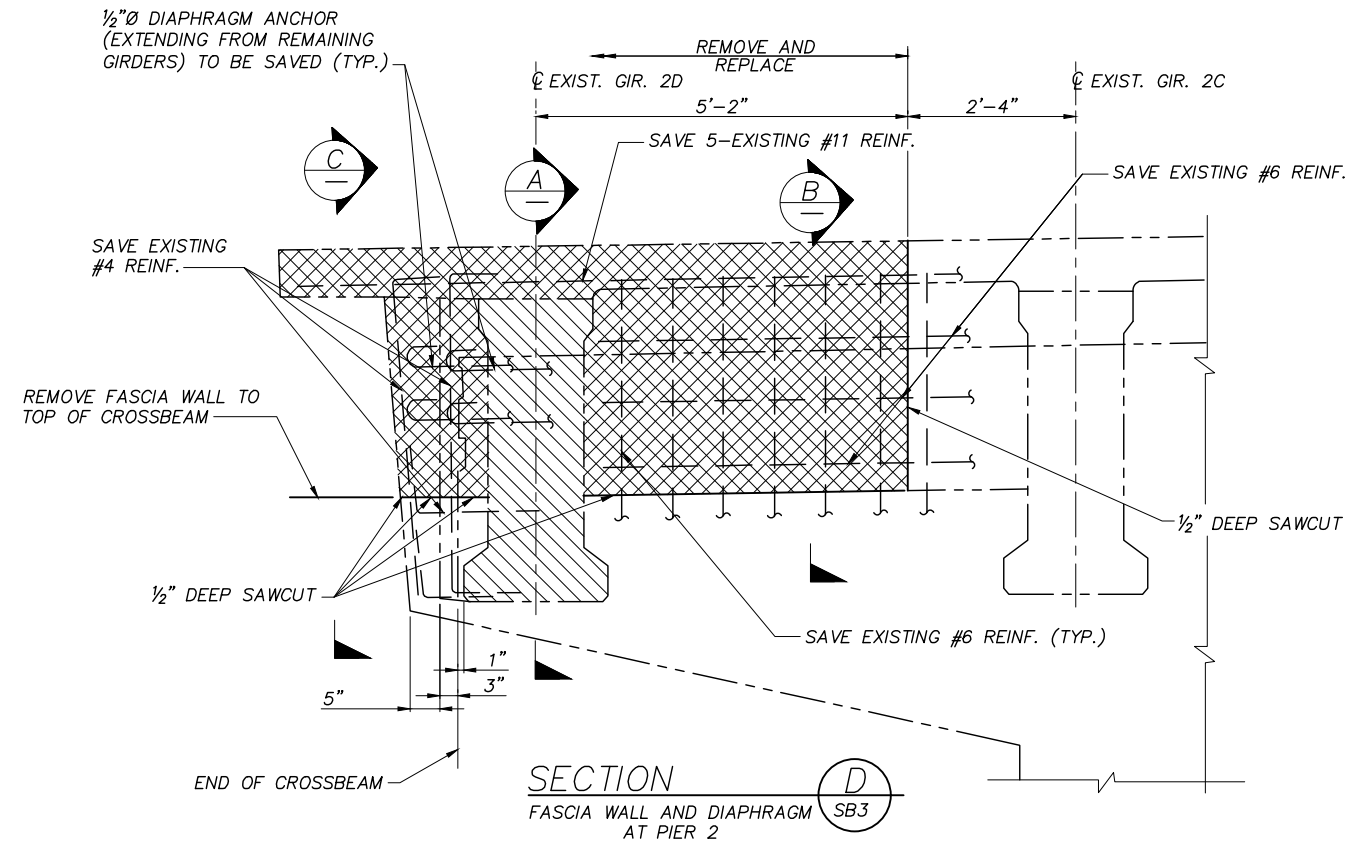 ½"Ø DIAPHRAGM ANCHOR
(EXTENDING FROM REMAINING
GIRDERS) TO BE SAVED (TYP.)
REMOVE AND
REPLACE
℄ EXIST. GIR. 2D
℄ EXIST. GIR. 2C
5'-2"
2'-4"
SAVE 5-EXISTING #11 REINF.
C
—
A
—
B
—
SAVE EXISTING #6 REINF.
SAVE EXISTING
#4 REINF.
REMOVE FASCIA WALL TO
TOP OF CROSSBEAM
½" DEEP SAWCUT
½" DEEP SAWCUT
SAVE EXISTING #6 REINF. (TYP.)
1"
3"
5"
END OF CROSSBEAM
SECTION
D
SB3
FASCIA WALL AND DIAPHRAGM
AT PIER 2